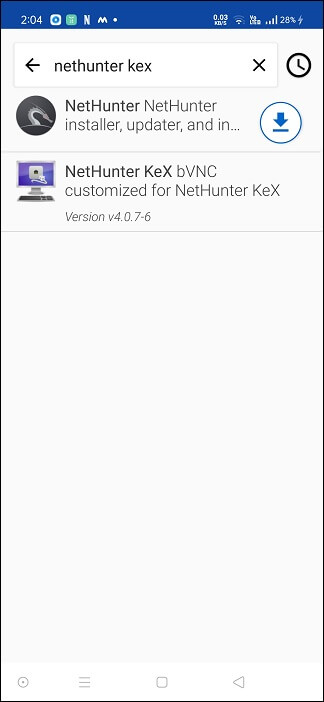 2:04 N 0.03 KB/S Vo LTE 28%
nethunter kex
NetHunter NetHunter
installer, updater, and in...
NetHunter KeX bVNC
customized for NetHunter KeX
Version v4.0.7-6